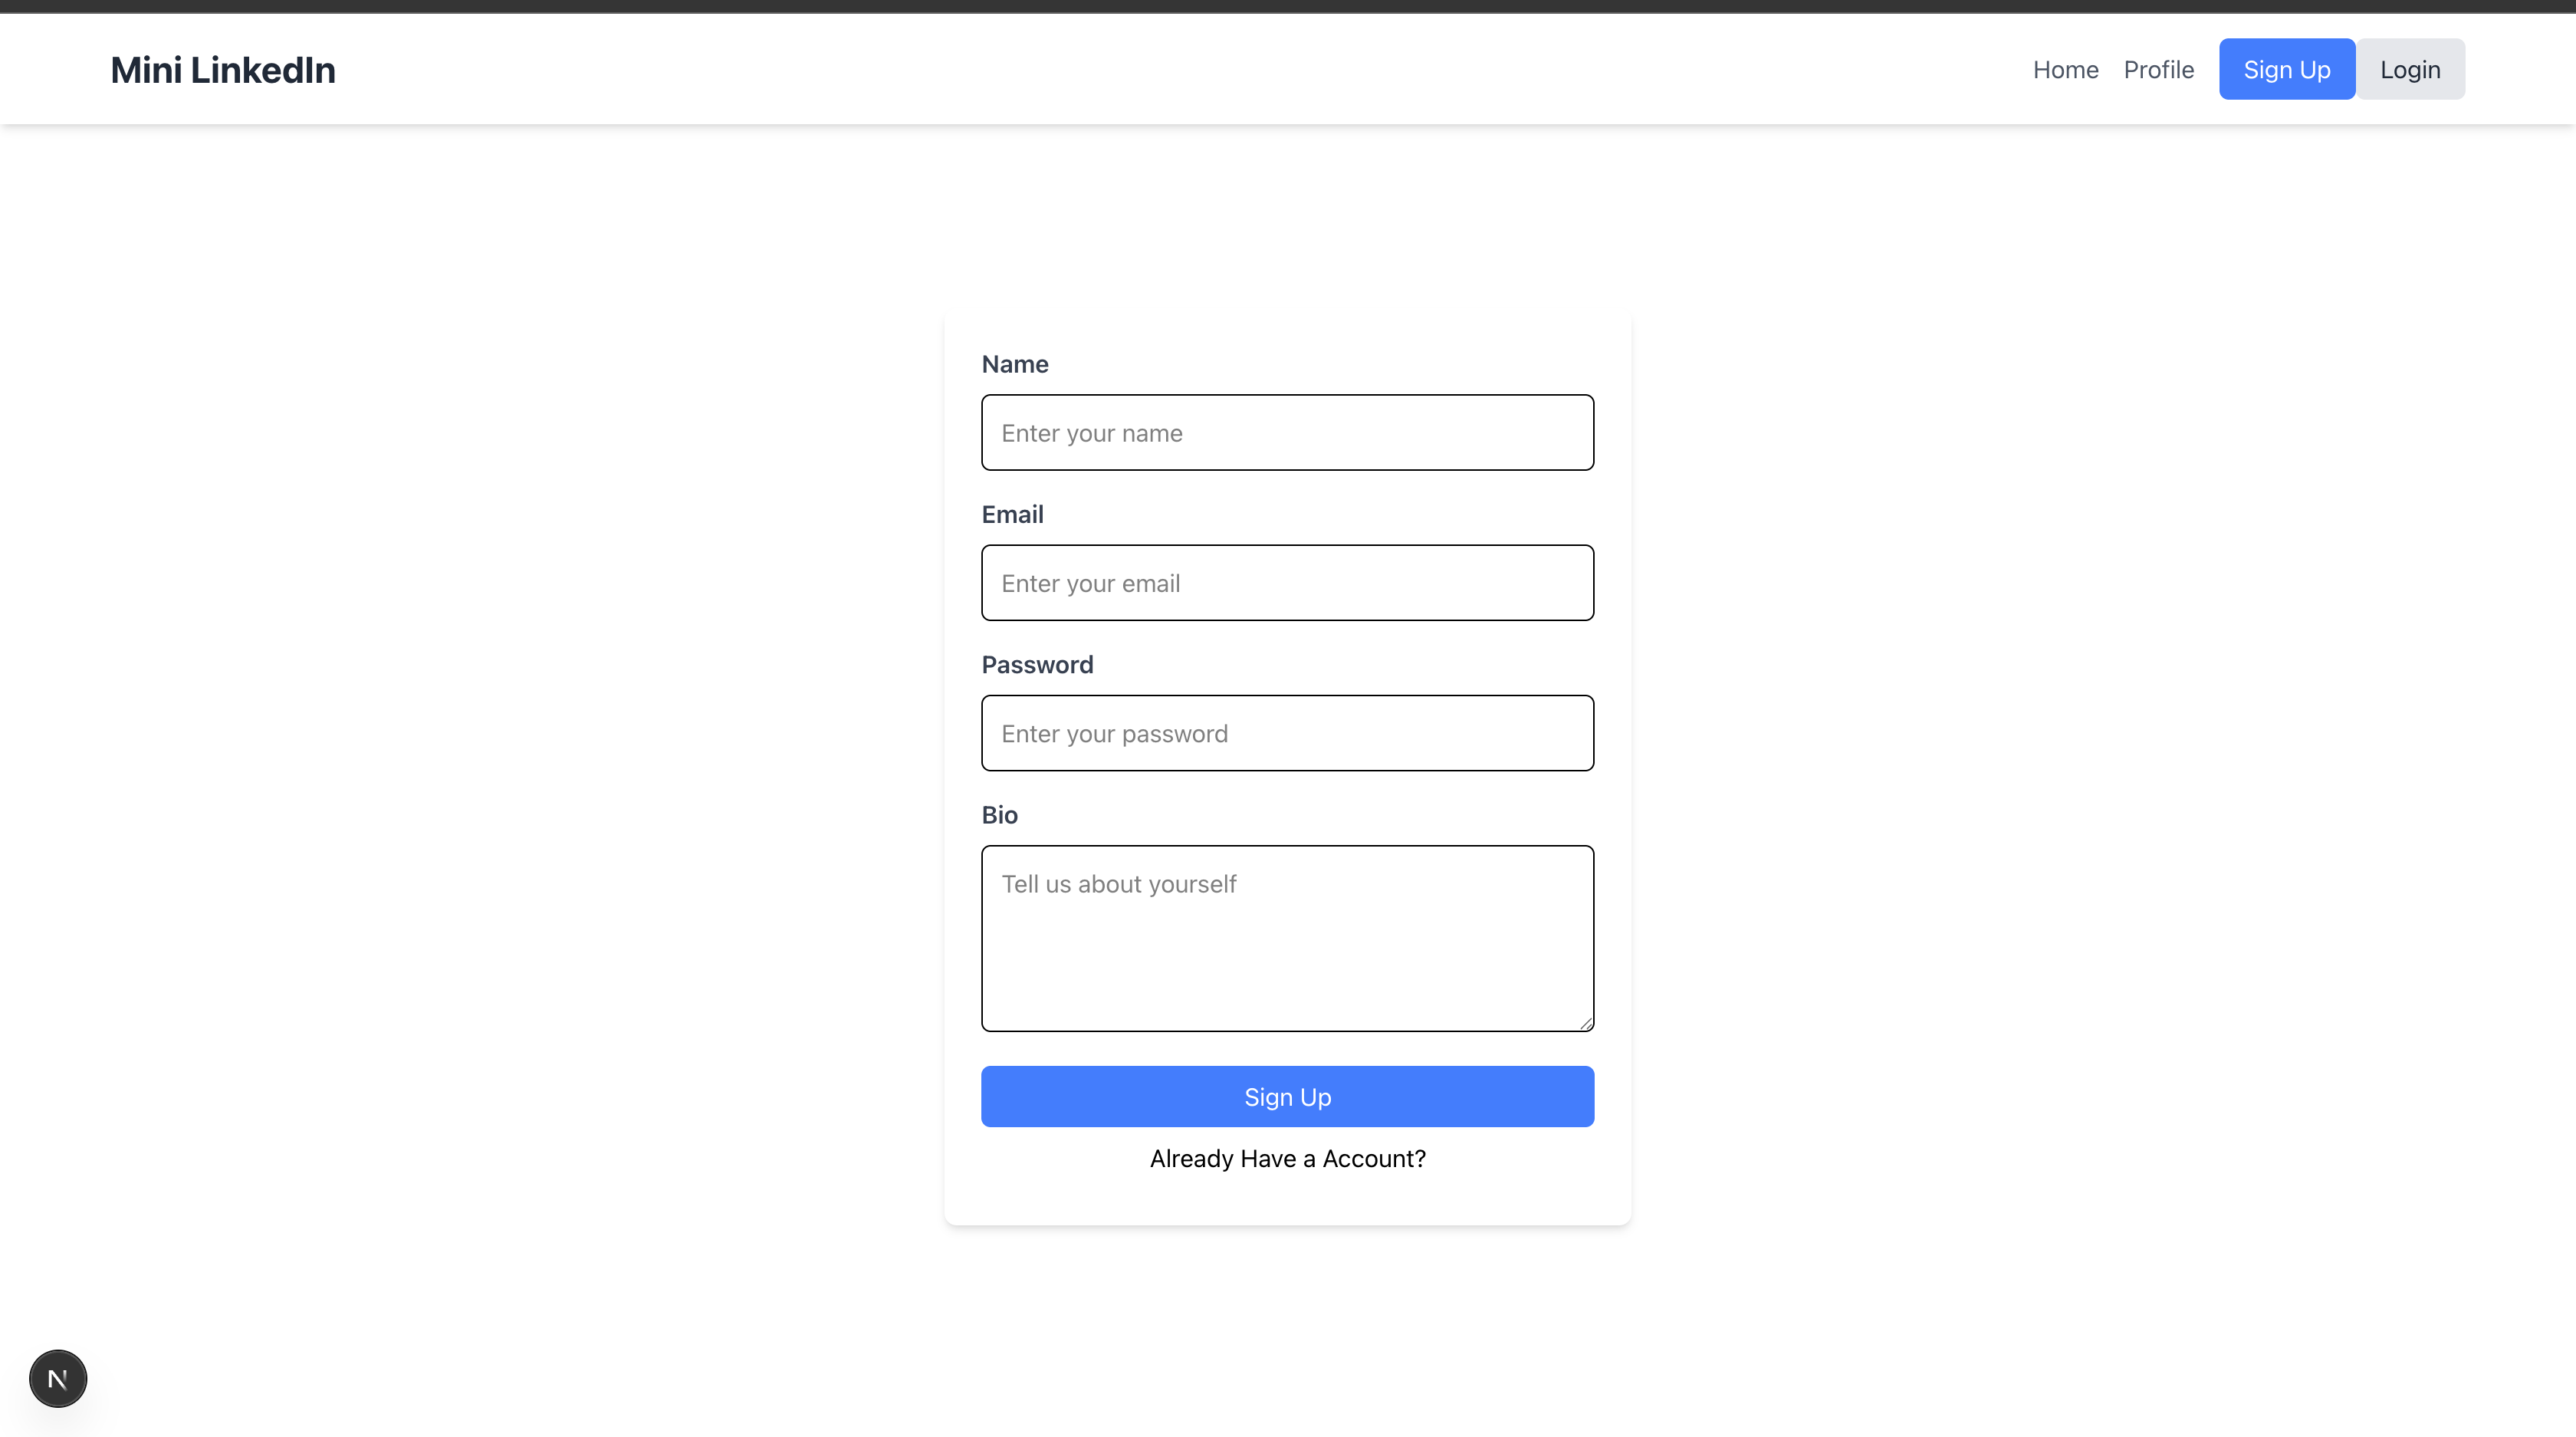 Mini LinkedIn
Home Profile Sign Up Login
Name
Enter your name
Email
Enter your email
Password
Enter your password
Bio
Tell us about yourself
Sign Up
Already Have a Account?
N